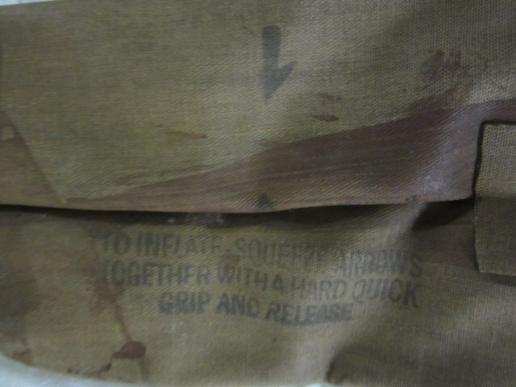 TO INFLATE-SQUEEZE ARROWS
TOGETHER WITH A HARD QUICK
GRIP AND RELEASE